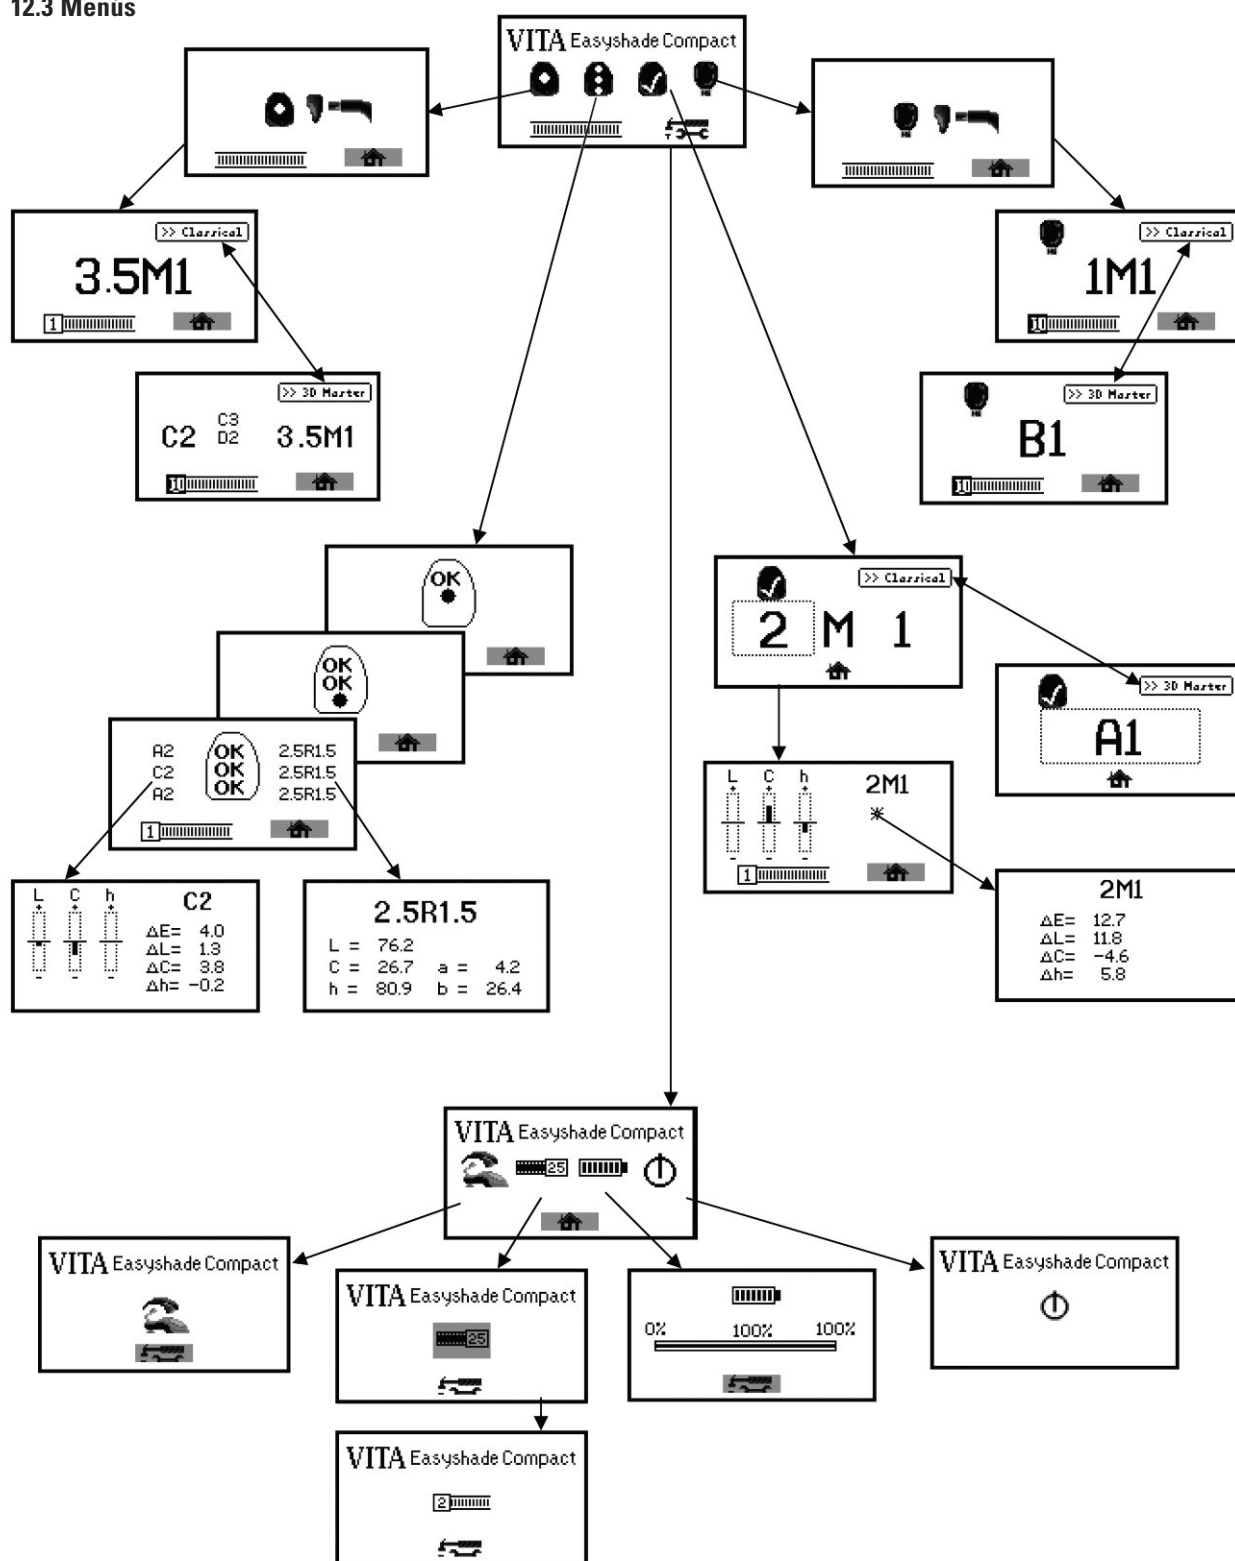 12.3 Menüs
VITA Easyshade Compact
>> Classical
3.5M1
1
>> 3D Master
C2
C3
D2
3.5M1
10
>> Classical
1M1
10
>> 3D Master
B1
10
OK
OK
OK
A2 OK 2.5R1.5
C2 OK 2.5R1.5
A2 OK 2.5R1.5
1
L C h
+ + +
- - -
C2
ΔE= 4.0
ΔL= 1.3
ΔC= 3.8
Δh= -0.2
2.5R1.5
L = 76.2
C = 26.7 a = 4.2
h = 80.9 b = 26.4
>> Classical
2 M 1
>> 3D Master
A1
L C h
+ + +
- - -
2M1
1
2M1
ΔE= 12.7
ΔL= 11.8
ΔC= -4.6
Δh= 5.8
VITA Easyshade Compact
25
VITA Easyshade Compact
VITA Easyshade Compact
25
0% 100% 100%
VITA Easyshade Compact
VITA Easyshade Compact
2